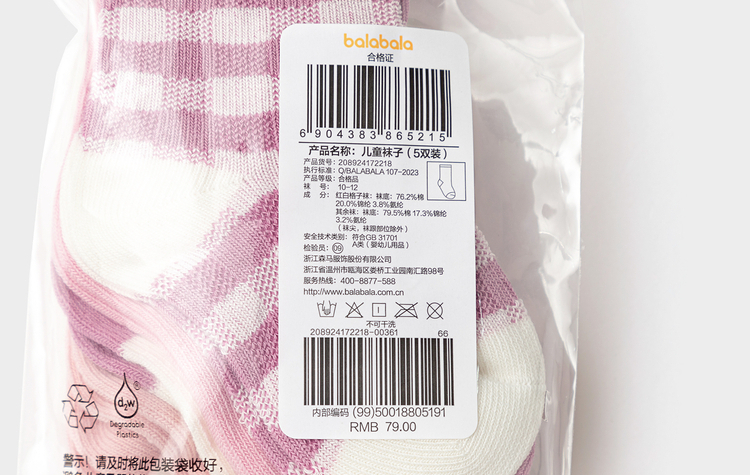 balabala
合格证
6 904383 865215
产品名称：儿童袜子（5双装）
产品货号：208924172218
执行标准：Q/BALABALA 107-2023
产品等级：合格品
袜 号：10-12
成 分：红白格子袜：袜底：76.2%棉
20.0%锦纶 3.8%氨纶
其余袜：袜底：79.5%棉 17.3%锦纶
3.2%氨纶
（袜尖，袜跟部位除外）
安全技术类别：符合GB 31701
A类（婴幼儿用品）
检验员：09
浙江森马服饰股份有限公司
浙江省温州市瓯海区娄桥工业园南汇路98号
服务热线：400-8877-588
http://www.balabala.com.cn
不可干洗
208924172218-00361 66
内部编码 (99)50018805191
RMB 79.00
d2w
Degradable
Plastics
警示！请及时将此包装袋收好，